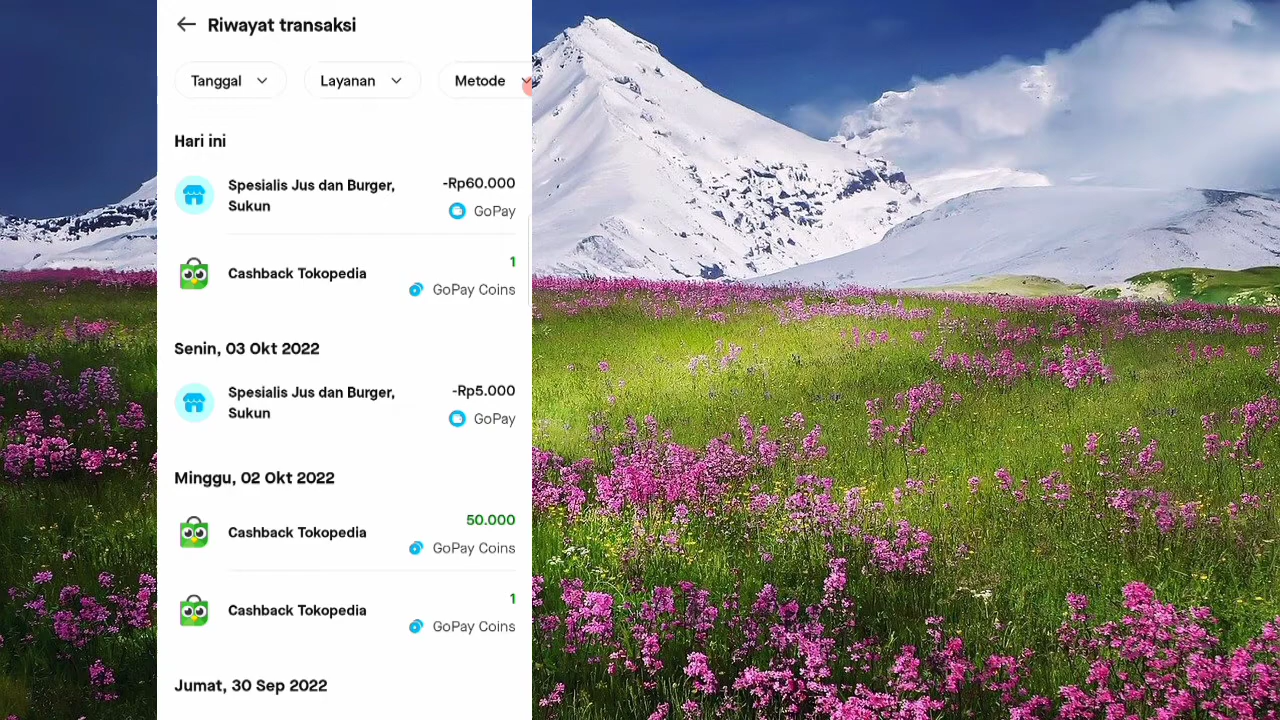 Riwayat transaksi
Tanggal
Layanan
Metode
Hari ini
Spesialis Jus dan Burger,
Sukun
-Rp60.000
GoPay
Cashback Tokopedia
1
GoPay Coins
Senin, 03 Okt 2022
Spesialis Jus dan Burger,
Sukun
-Rp5.000
GoPay
Minggu, 02 Okt 2022
Cashback Tokopedia
50.000
GoPay Coins
Cashback Tokopedia
1
GoPay Coins
Jumat, 30 Sep 2022